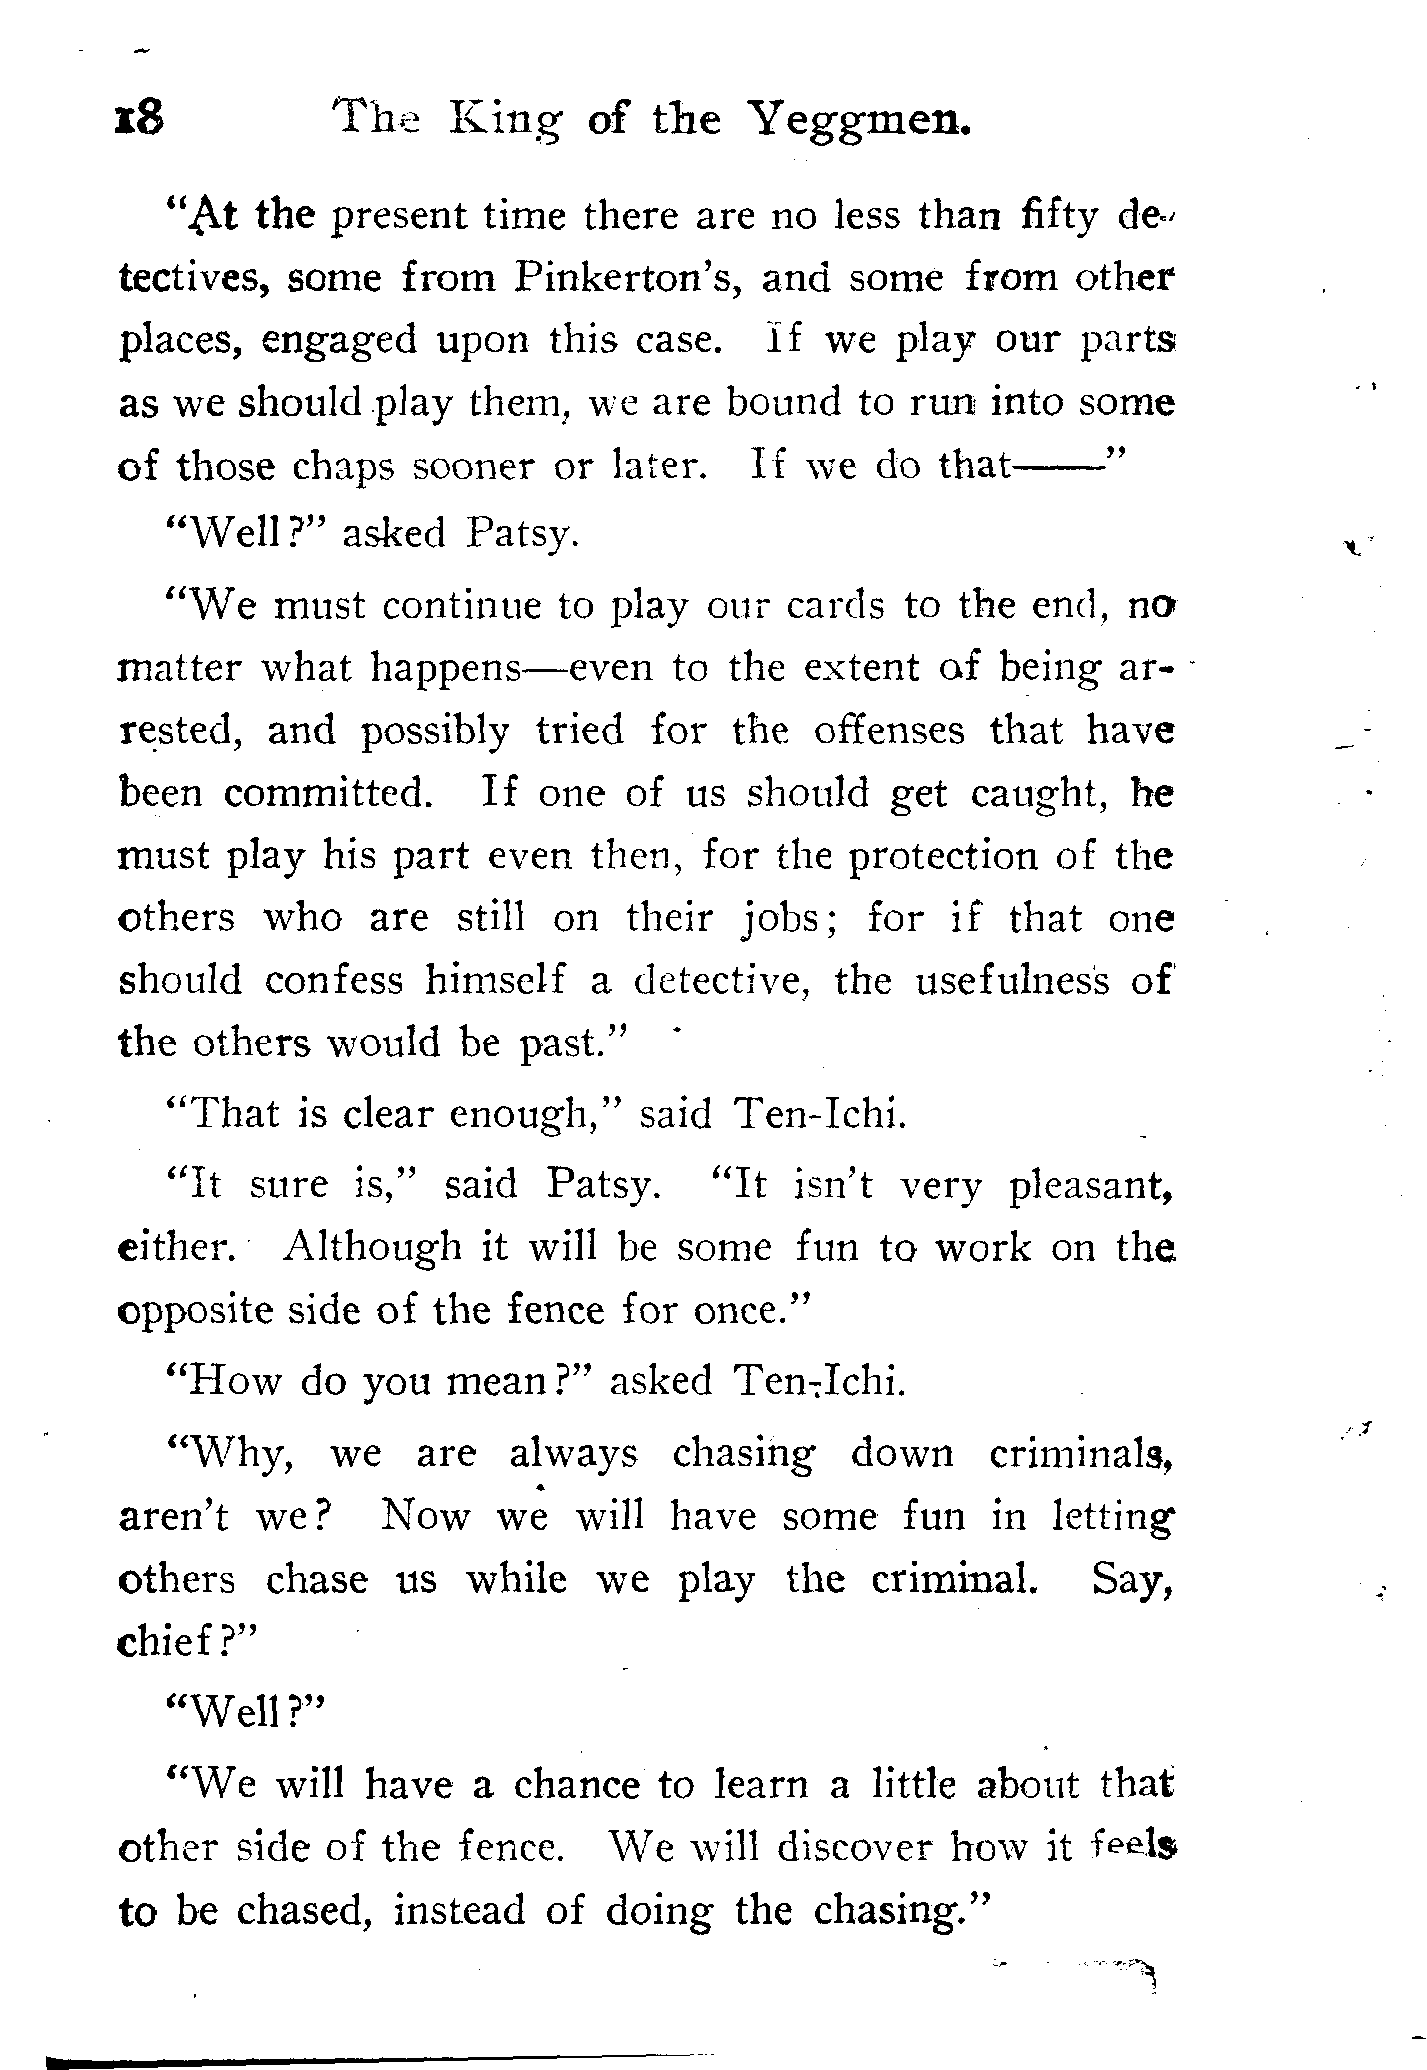 18 The King of the Yeggmen.
“At the present time there are no less than fifty de-
tectives, some from Pinkerton’s, and some from other
places, engaged upon this case. If we play our parts
as we should play them, we are bound to run into some
of those chaps sooner or later. If we do that——”
“Well?” asked Patsy.
“We must continue to play our cards to the end, no
matter what happens—even to the extent of being ar-
rested, and possibly tried for the offenses that have
been committed. If one of us should get caught, he
must play his part even then, for the protection of the
others who are still on their jobs; for if that one
should confess himself a detective, the usefulness of
the others would be past.”
“That is clear enough,” said Ten-Ichi.
“It sure is,” said Patsy. “It isn’t very pleasant,
either. Although it will be some fun to work on the
opposite side of the fence for once.”
“How do you mean?” asked Ten-Ichi.
“Why, we are always chasing down criminals,
aren’t we? Now we will have some fun in letting
others chase us while we play the criminal. Say,
chief?”
“Well?”
“We will have a chance to learn a little about that
other side of the fence. We will discover how it feels
to be chased, instead of doing the chasing.”